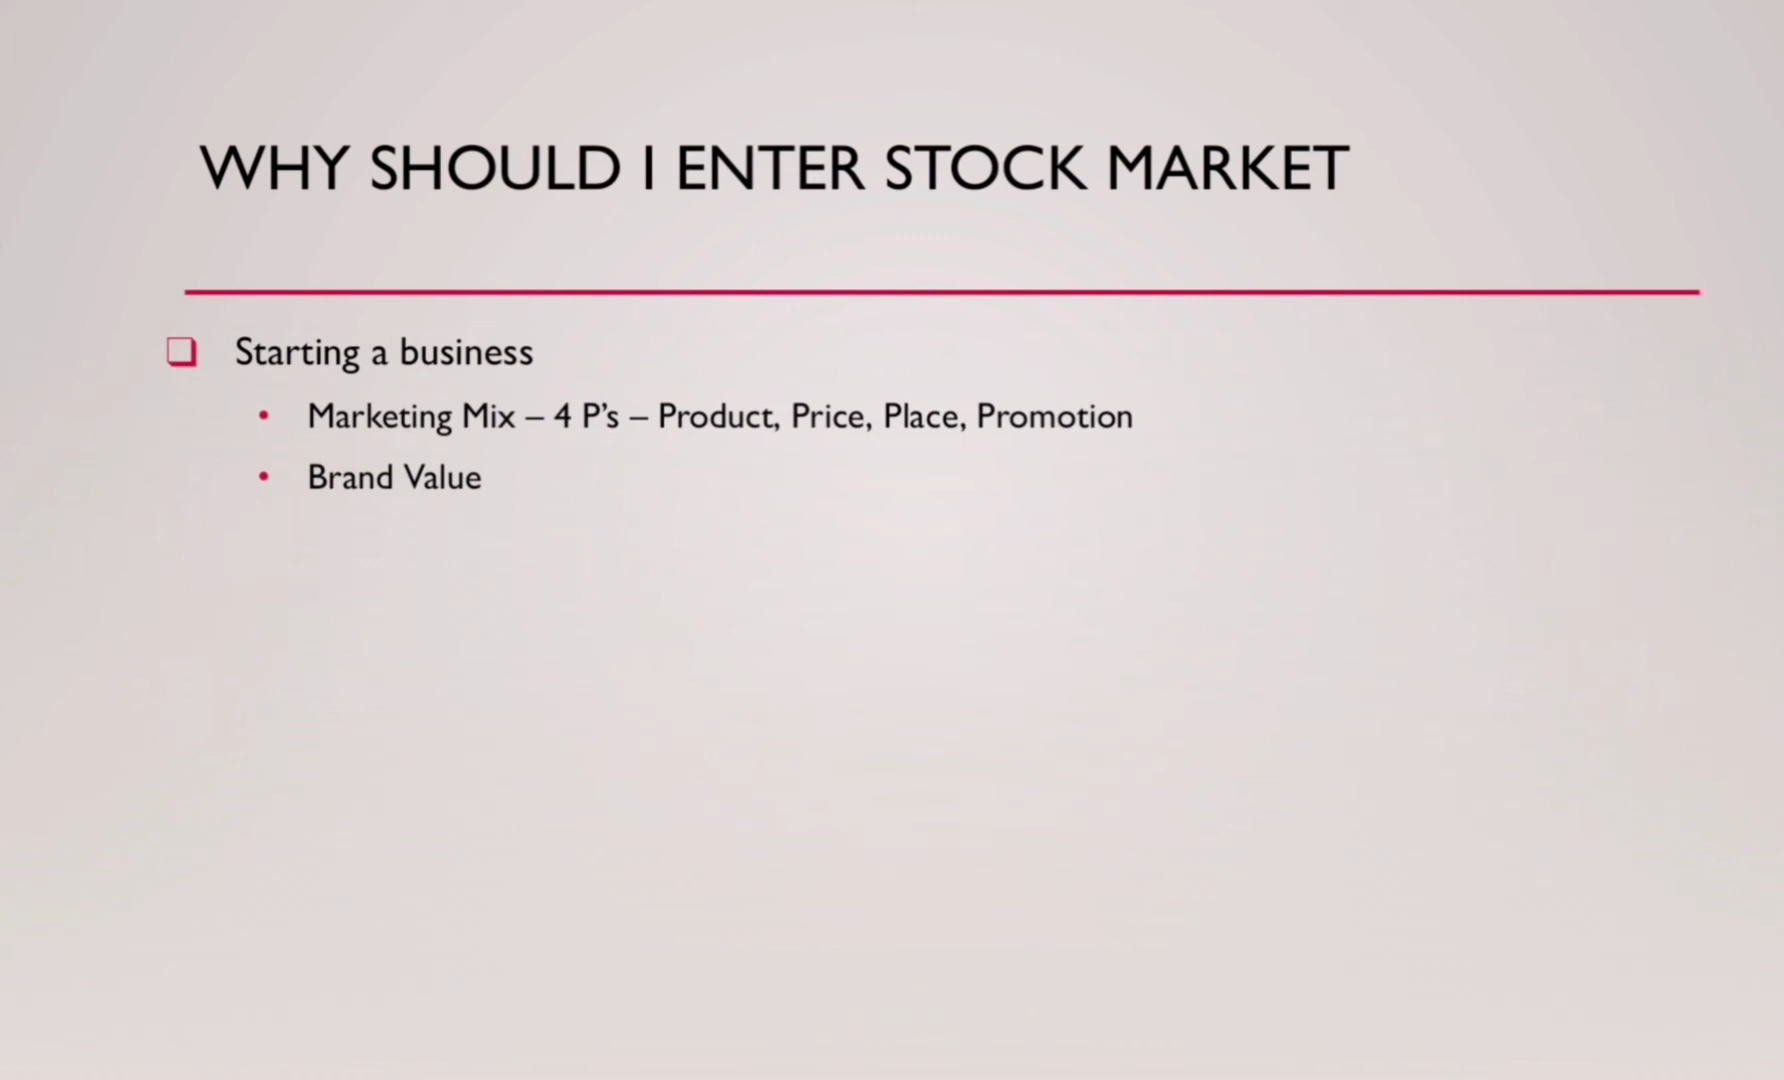 WHY SHOULD I ENTER STOCK MARKET
Starting a business
Marketing Mix – 4 P’s – Product, Price, Place, Promotion
Brand Value